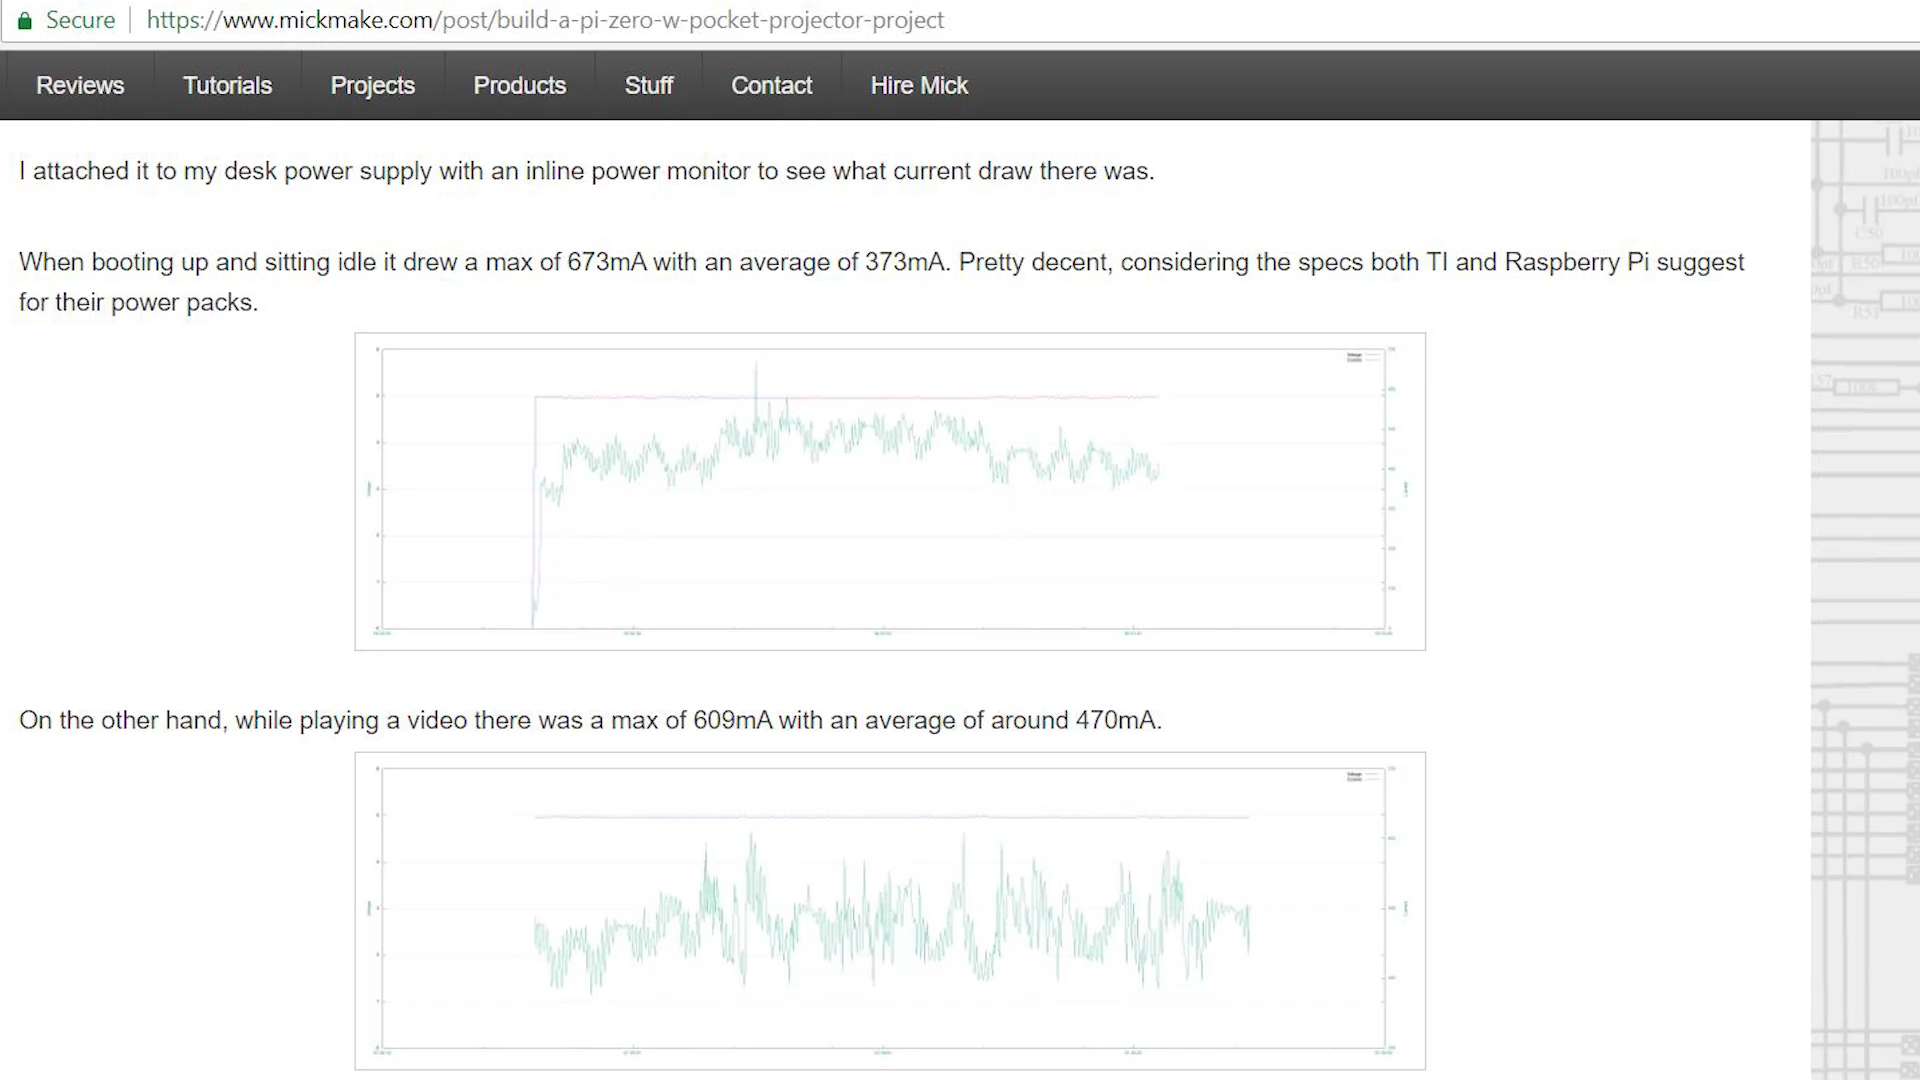 Secure https://www.mickmake.com/post/build-a-pi-zero-w-pocket-projector-project
Reviews Tutorials Projects Products Stuff Contact Hire Mick
I attached it to my desk power supply with an inline power monitor to see what current draw there was.
When booting up and sitting idle it drew a max of 673mA with an average of 373mA. Pretty decent, considering the specs both TI and Raspberry Pi suggest
for their power packs.
On the other hand, while playing a video there was a max of 609mA with an average of around 470mA.
C50
R50
R51